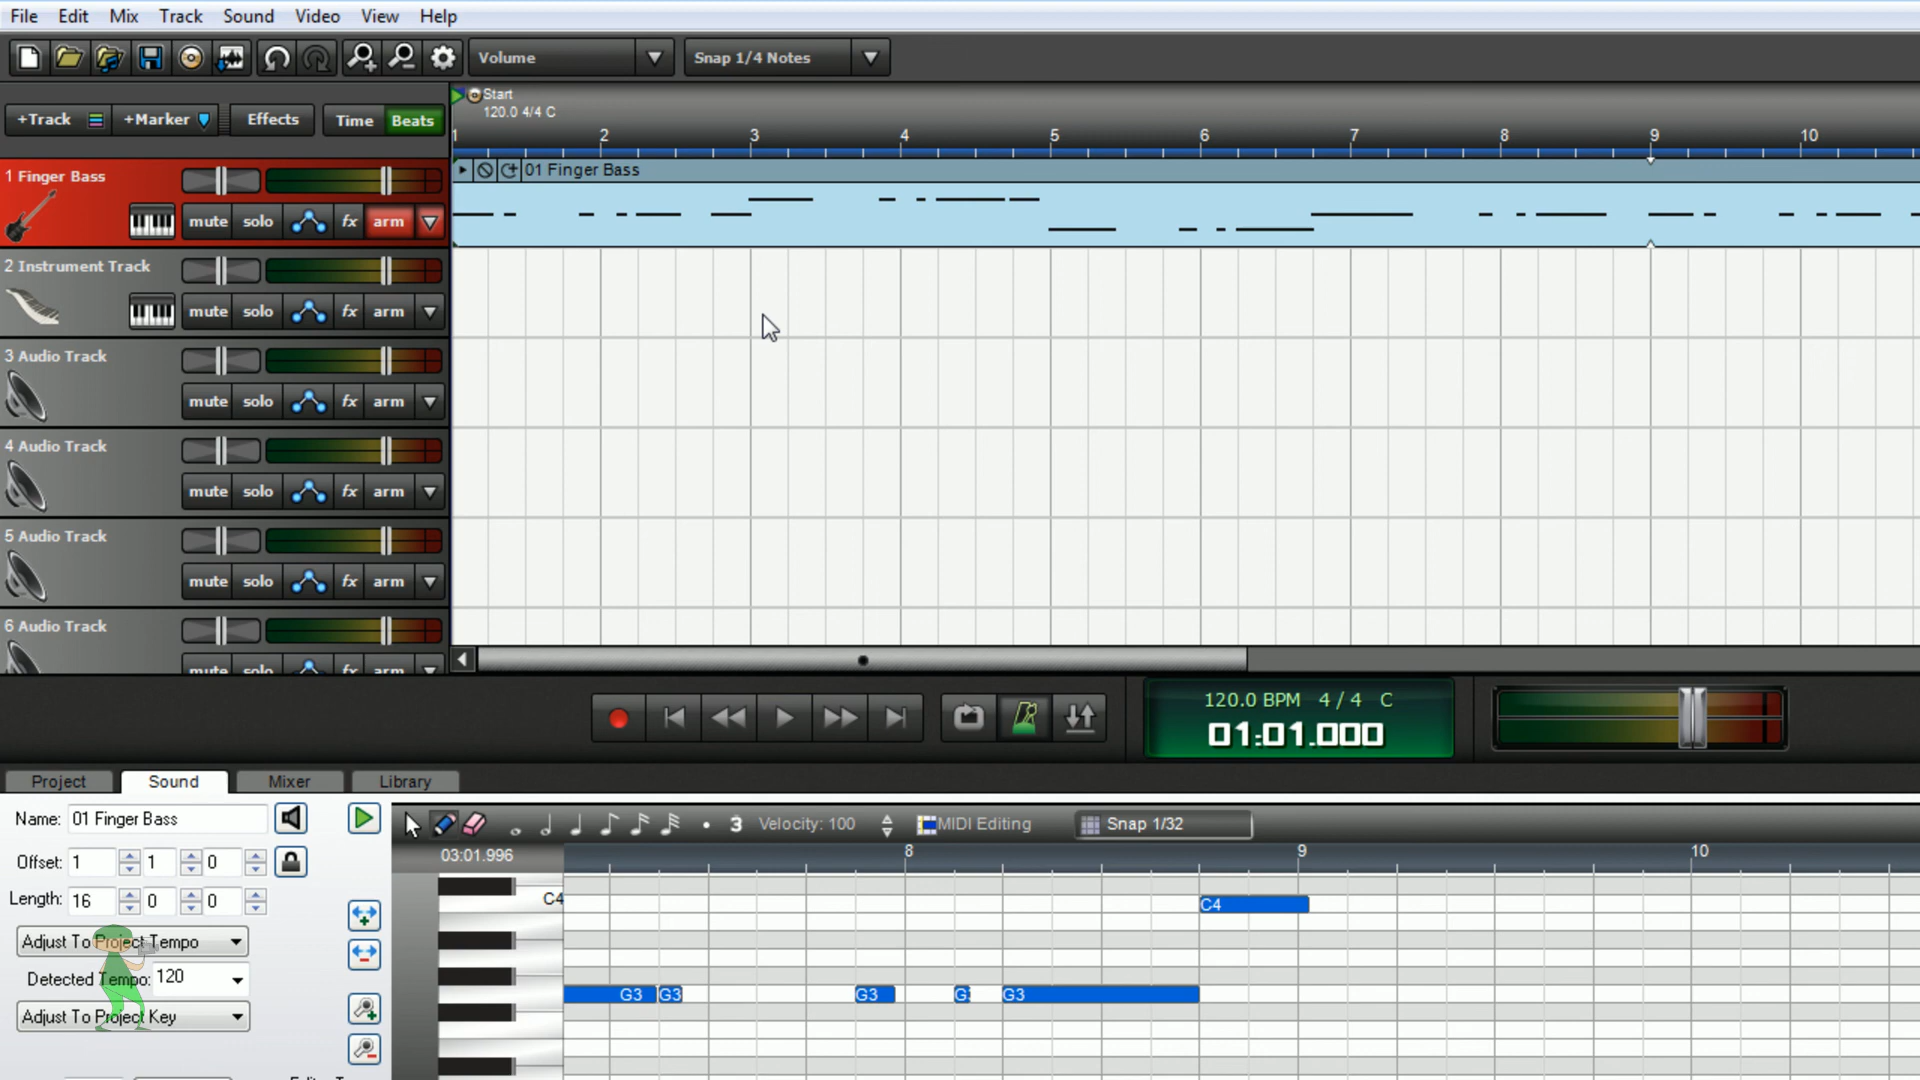 File Edit Mix Track Sound Video View Help
Volume Snap 1/4 Notes
Start
+Track +Marker Effects Time Beats 120.0 4/4 C
1 2 3 4 5 6 7 8 9 10
1 Finger Bass 01 Finger Bass
mute solo fx arm
2 Instrument Track
mute solo fx arm
3 Audio Track
mute solo fx arm
4 Audio Track
mute solo fx arm
5 Audio Track
mute solo fx arm
6 Audio Track
mute solo fx arm
120.0 BPM 4/4 C
01:01.000
Project Sound Mixer Library
Name: 01 Finger Bass 3 Velocity: 100 MIDI Editing Snap 1/32
03:01.996 8 9 10
Offset: 1 1 0
Length: 16 0 0 C4 C4
Adjust To Project Tempo
Detected Tempo: 120 G3 G3 G3 G3
Adjust To Project Key